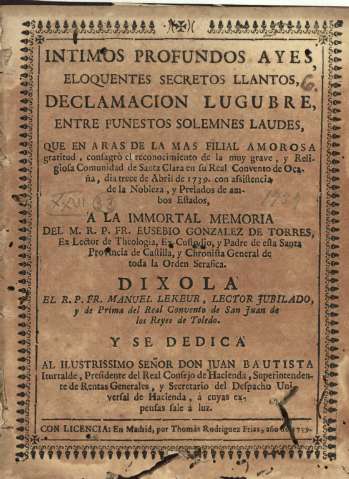 INTIMOS PROFUNDOS AYES,
ELOQUENTES SECRETOS LLANTOS,
6.
DECLAMACION LUGUBRE,
ENTRE FUNESTOS SOLEMNES LAUDES,
QUE EN ARAS DE LA MAS FILIAL AMOROSA
gratitud, consagrò el reconocimiento de la muy grave, y Reli-
giosa Comunidad de Santa Clara en su Real Convento de Oca-
ña, dia trece de Abril de 1739. con asistencia
de la Nobleza, y Prelados de am-
bos Estados,
A LA IMMORTAL MEMORIA
DEL M. R. P. FR. EUSEBIO GONZALEZ DE TORRES,
Ex-Lector de Theologia, Ex-Custodio, y Padre de esta Santa
Provincia de Castilla, y Chronista General de
toda la Orden Serafica.
DIXOLA
EL R. P. FR. MANUEL LEKEUR, LECTOR JUBILADO,
y de Prima del Real Convento de San Juan de
los Reyes de Toledo.
Y SE DEDICA
AL ILUSTRISSIMO SEÑOR DON JUAN BAUTISTA
Iturralde, Presidente del Real Consejo de Hacienda, Superintenden-
te de Rentas Generales, y Secretario del Despacho Uni-
versal de Hacienda, à cuyas ex-
pensas sale à luz.
CON LICENCIA: En Madrid, por Thomàs Rodriguez Frias, año de 1739.